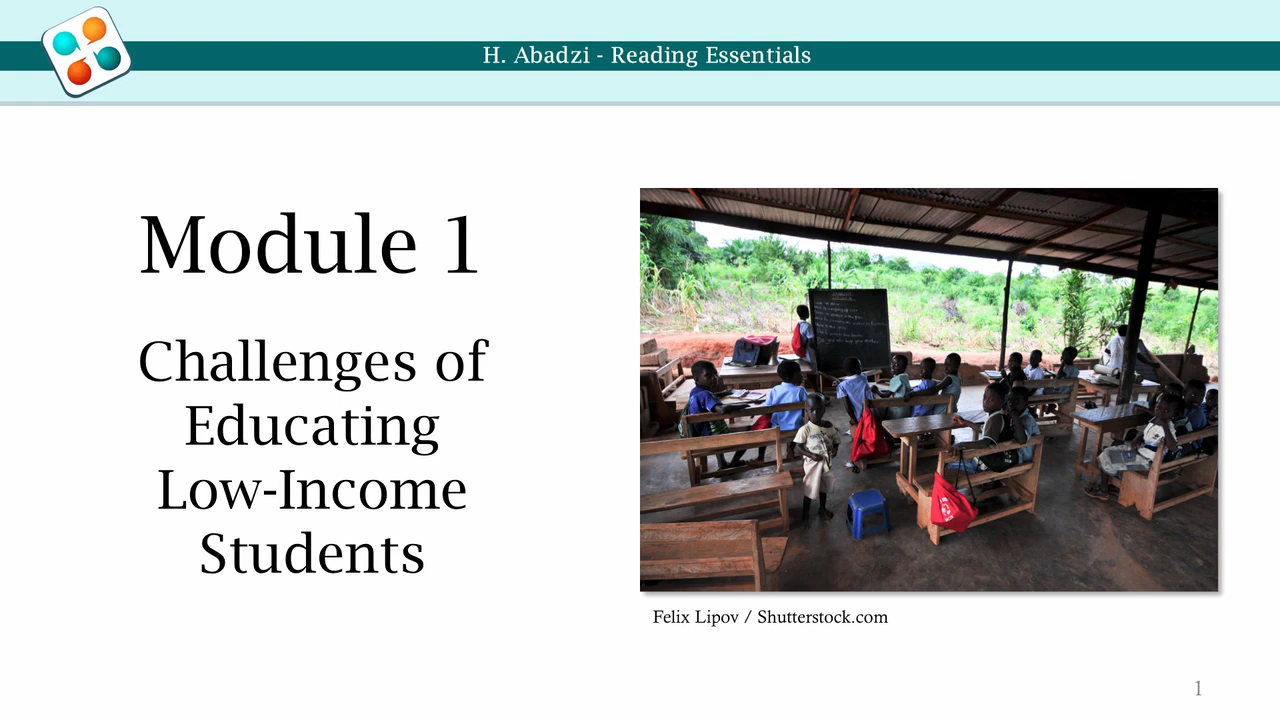 H. Abadzi - Reading Essentials
Module 1
Challenges of
Educating
Low-Income
Students
Felix Lipov / Shutterstock.com
1